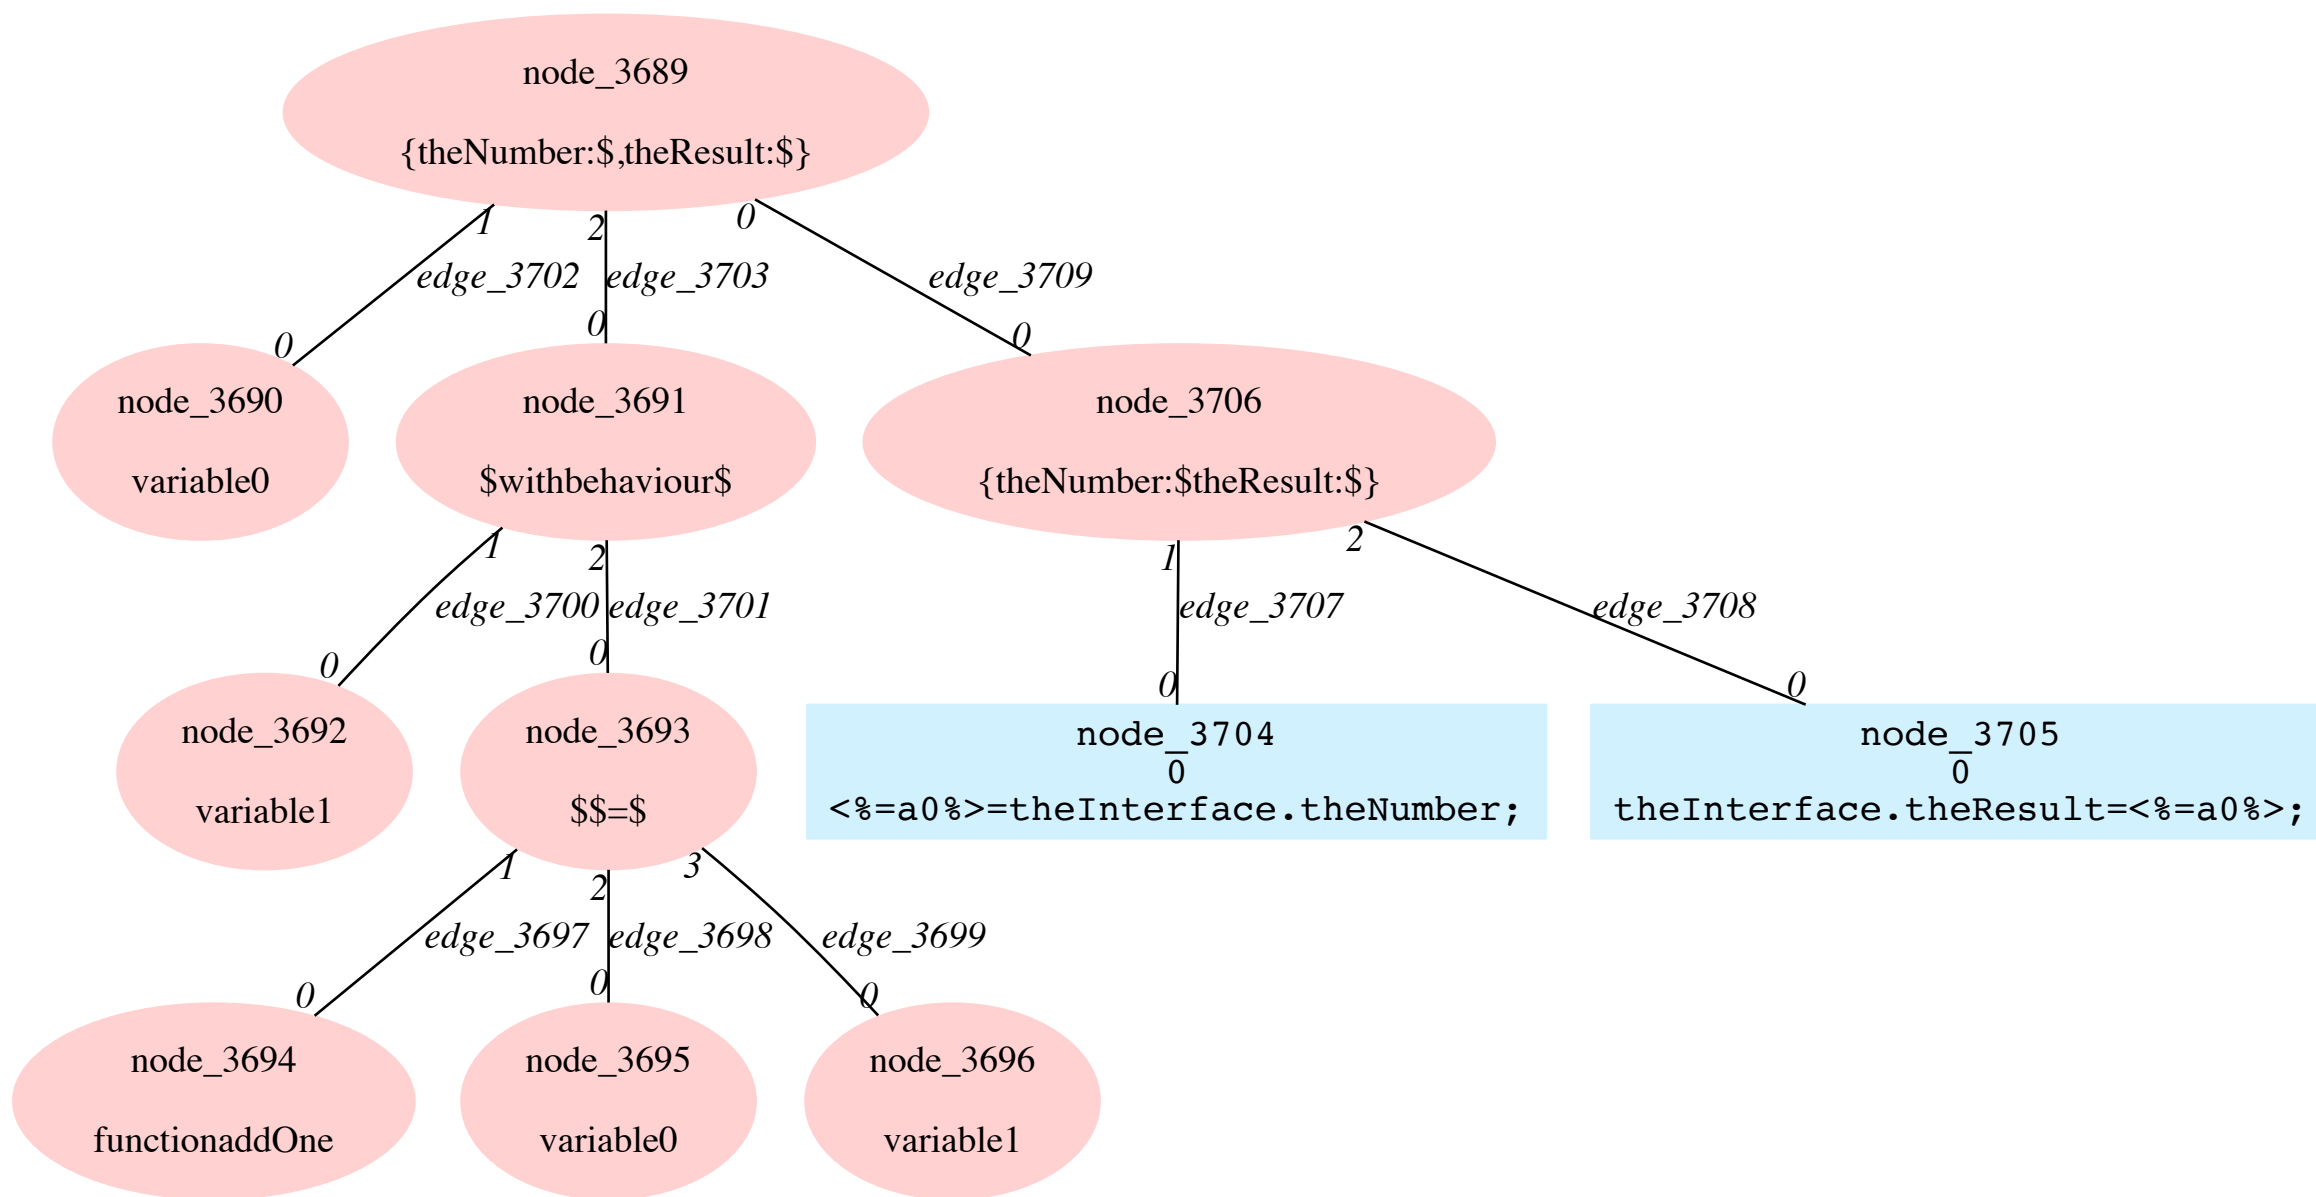 node_3689
{theNumber:$,theResult:$}
1
2
0
edge_3702
edge_3703
edge_3709
0
0
0
node_3690
variable0
node_3691
$withbehaviour$
node_3706
{theNumber:$theResult:$}
1
2
1
2
edge_3700
edge_3701
edge_3707
edge_3708
0
0
0
0
node_3692
variable1
node_3693
$$=$
node_3704
0
<%=a0%>=theInterface.theNumber;
node_3705
0
theInterface.theResult=<%=a0%>;
1
2
3
edge_3697
edge_3698
edge_3699
0
0
0
node_3694
functionaddOne
node_3695
variable0
node_3696
variable1